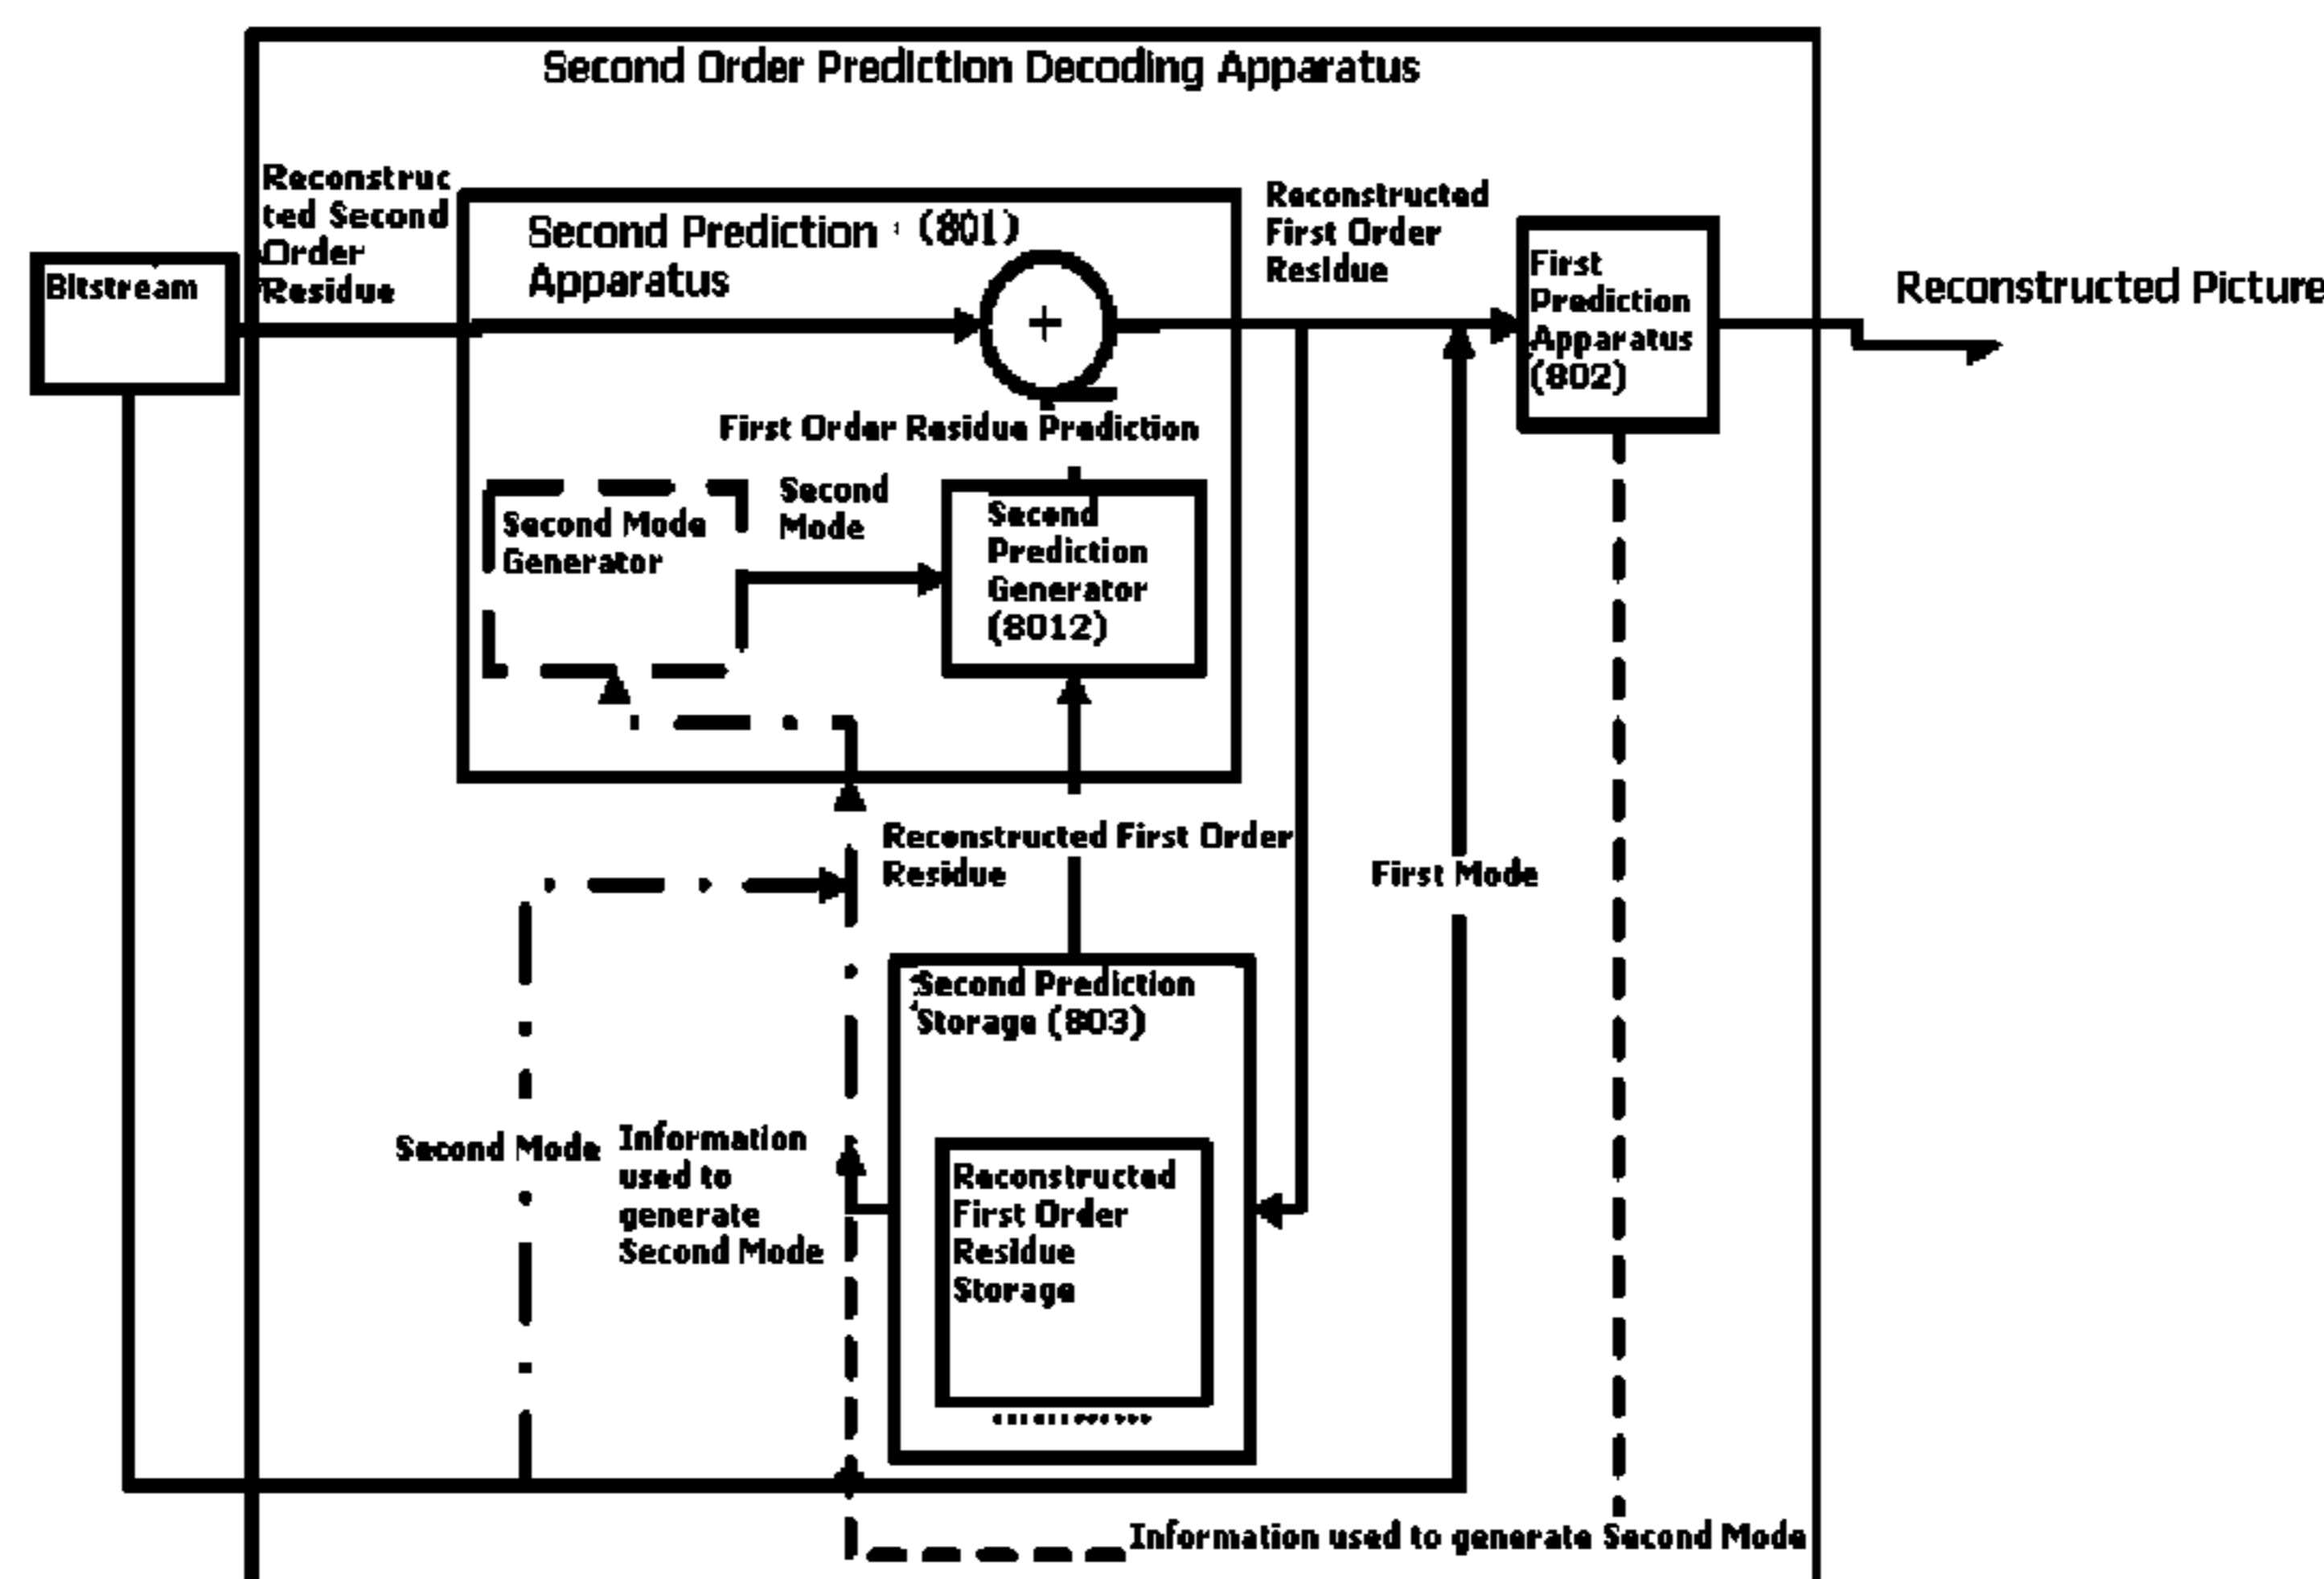 Second Order Prediction Decoding Apparatus
Reconstruc
ted Second
Order
Residue
Bitstream
Second Prediction (801)
Apparatus
+
Reconstructed
First Order
Residue
First
Prediction
Apparatus
(802)
Reconstructed Picture
First Order Residue Prediction
Second Mode
Generator
Second
Mode
Second
Prediction
Generator
(8012)
Reconstructed First Order
Residue
First Mode
Second Prediction
Storage (803)
Second Mode
Information
used to
generate
Second Mode
Reconstructed
First Order
Residue
Storage
Information used to generate Second Mode